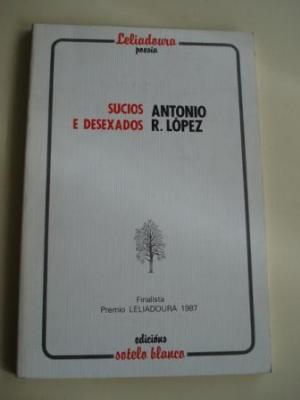 Leliadoura
poesía
SUCIOS ANTONIO
E DESEXADOS R. LÓPEZ
Finalista
Premio LELIADOURA 1987
edicións
sotelo blanco